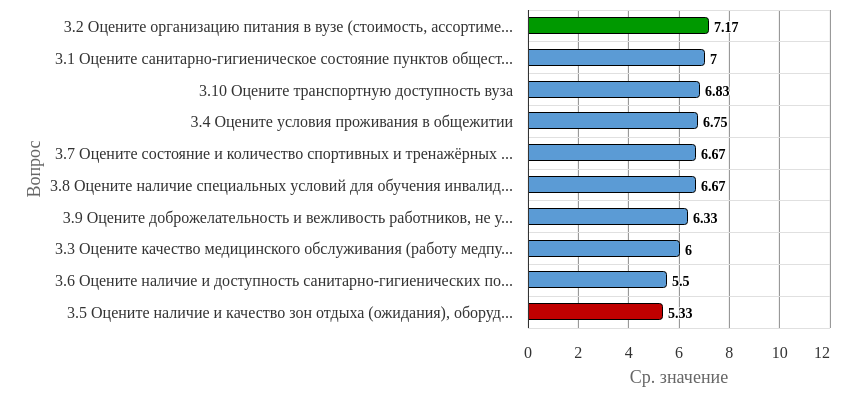 3.2 Оцените организацию питания в вузе (стоимость, ассортиме... 7.17
3.1 Оцените санитарно-гигиеническое состояние пунктов общест... 7
3.10 Оцените транспортную доступность вуза 6.83
3.4 Оцените условия проживания в общежитии 6.75
3.7 Оцените состояние и количество спортивных и тренажёрных ... 6.67
3.8 Оцените наличие специальных условий для обучения инвалид... 6.67
3.9 Оцените доброжелательность и вежливость работников, не у... 6.33
3.3 Оцените качество медицинского обслуживания (работу медпу... 6
3.6 Оцените наличие и доступность санитарно-гигиенических по... 5.5
3.5 Оцените наличие и качество зон отдыха (ожидания), оборуд... 5.33
Вопрос
0 2 4 6 8 10 12
Ср. значение